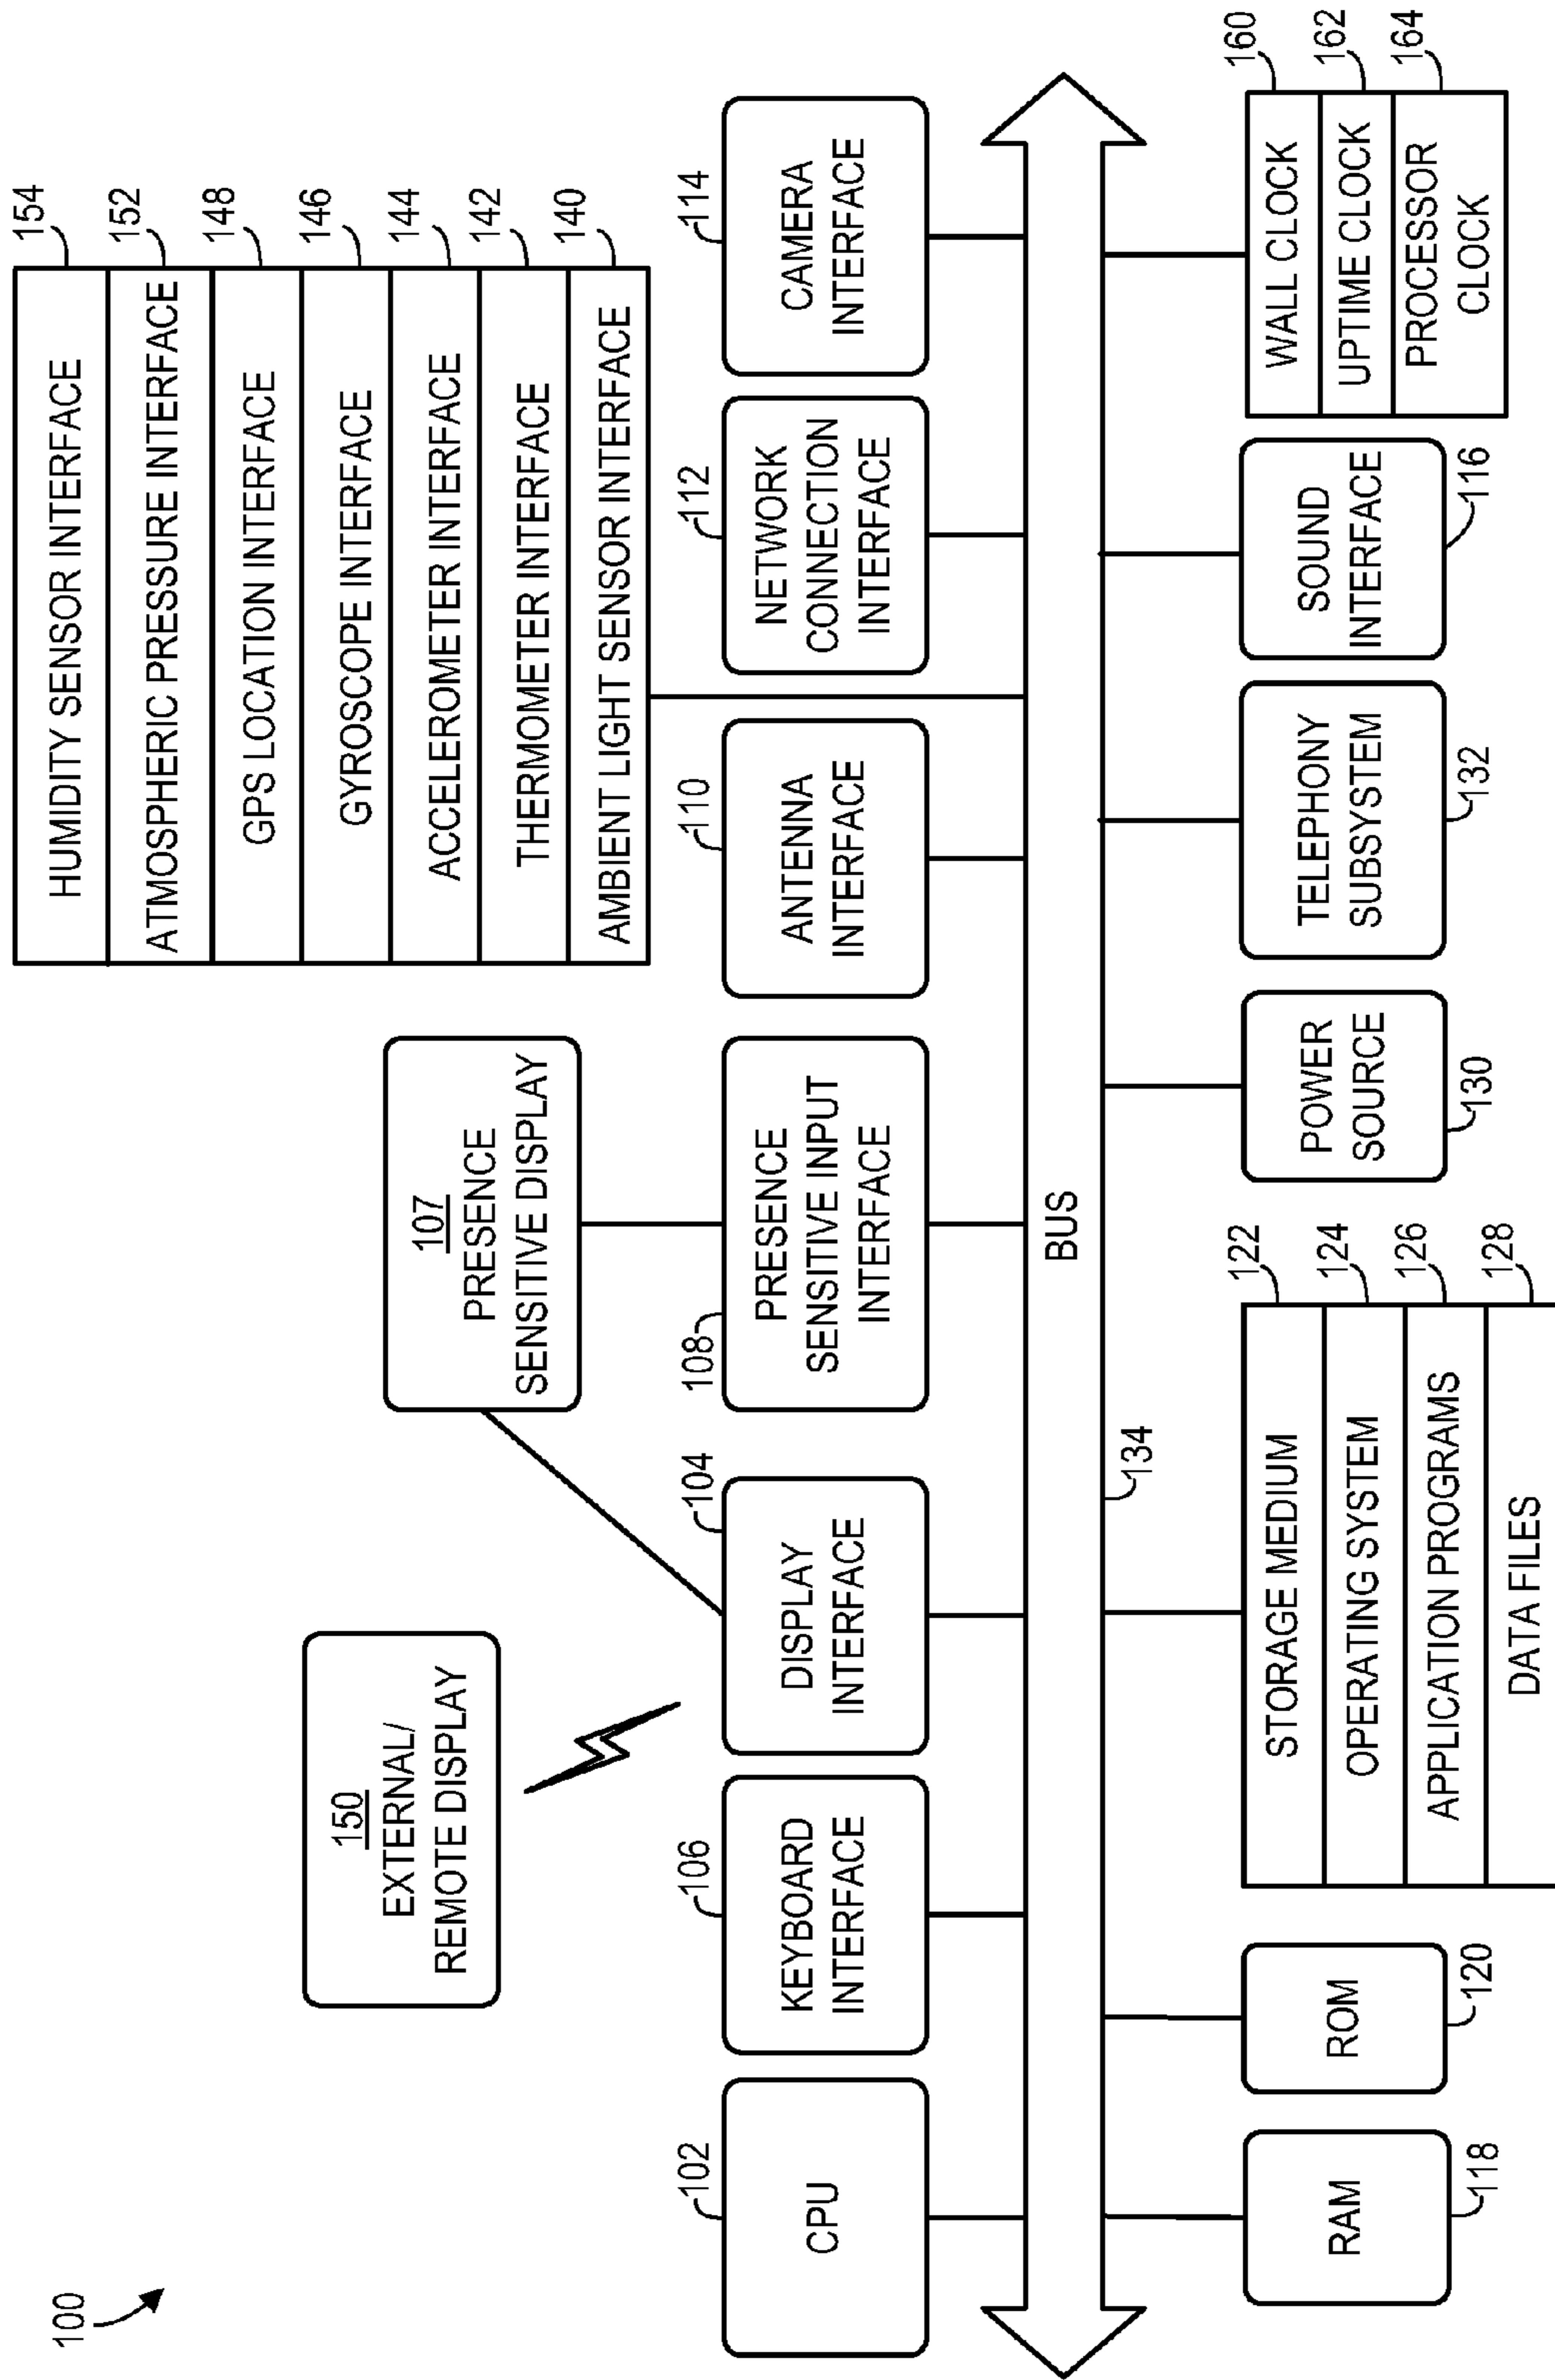 100
154
HUMIDITY SENSOR INTERFACE
152
ATMOSPHERIC PRESSURE INTERFACE
148
GPS LOCATION INTERFACE
146
GYROSCOPE INTERFACE
144
ACCELEROMETER INTERFACE
142
THERMOMETER INTERFACE
140
AMBIENT LIGHT SENSOR INTERFACE
150
EXTERNAL/
REMOTE DISPLAY
107
PRESENCE
SENSITIVE DISPLAY
102
CPU
106
KEYBOARD
INTERFACE
104
DISPLAY
INTERFACE
108
PRESENCE
SENSITIVE INPUT
INTERFACE
110
ANTENNA
INTERFACE
112
NETWORK
CONNECTION
INTERFACE
114
CAMERA
INTERFACE
BUS
134
RAM
118
ROM
120
STORAGE MEDIUM
122
OPERATING SYSTEM
124
APPLICATION PROGRAMS
126
DATA FILES
128
POWER
SOURCE
130
TELEPHONY
SUBSYSTEM
132
SOUND
INTERFACE
116
WALL CLOCK
160
UPTIME CLOCK
162
PROCESSOR
CLOCK
164